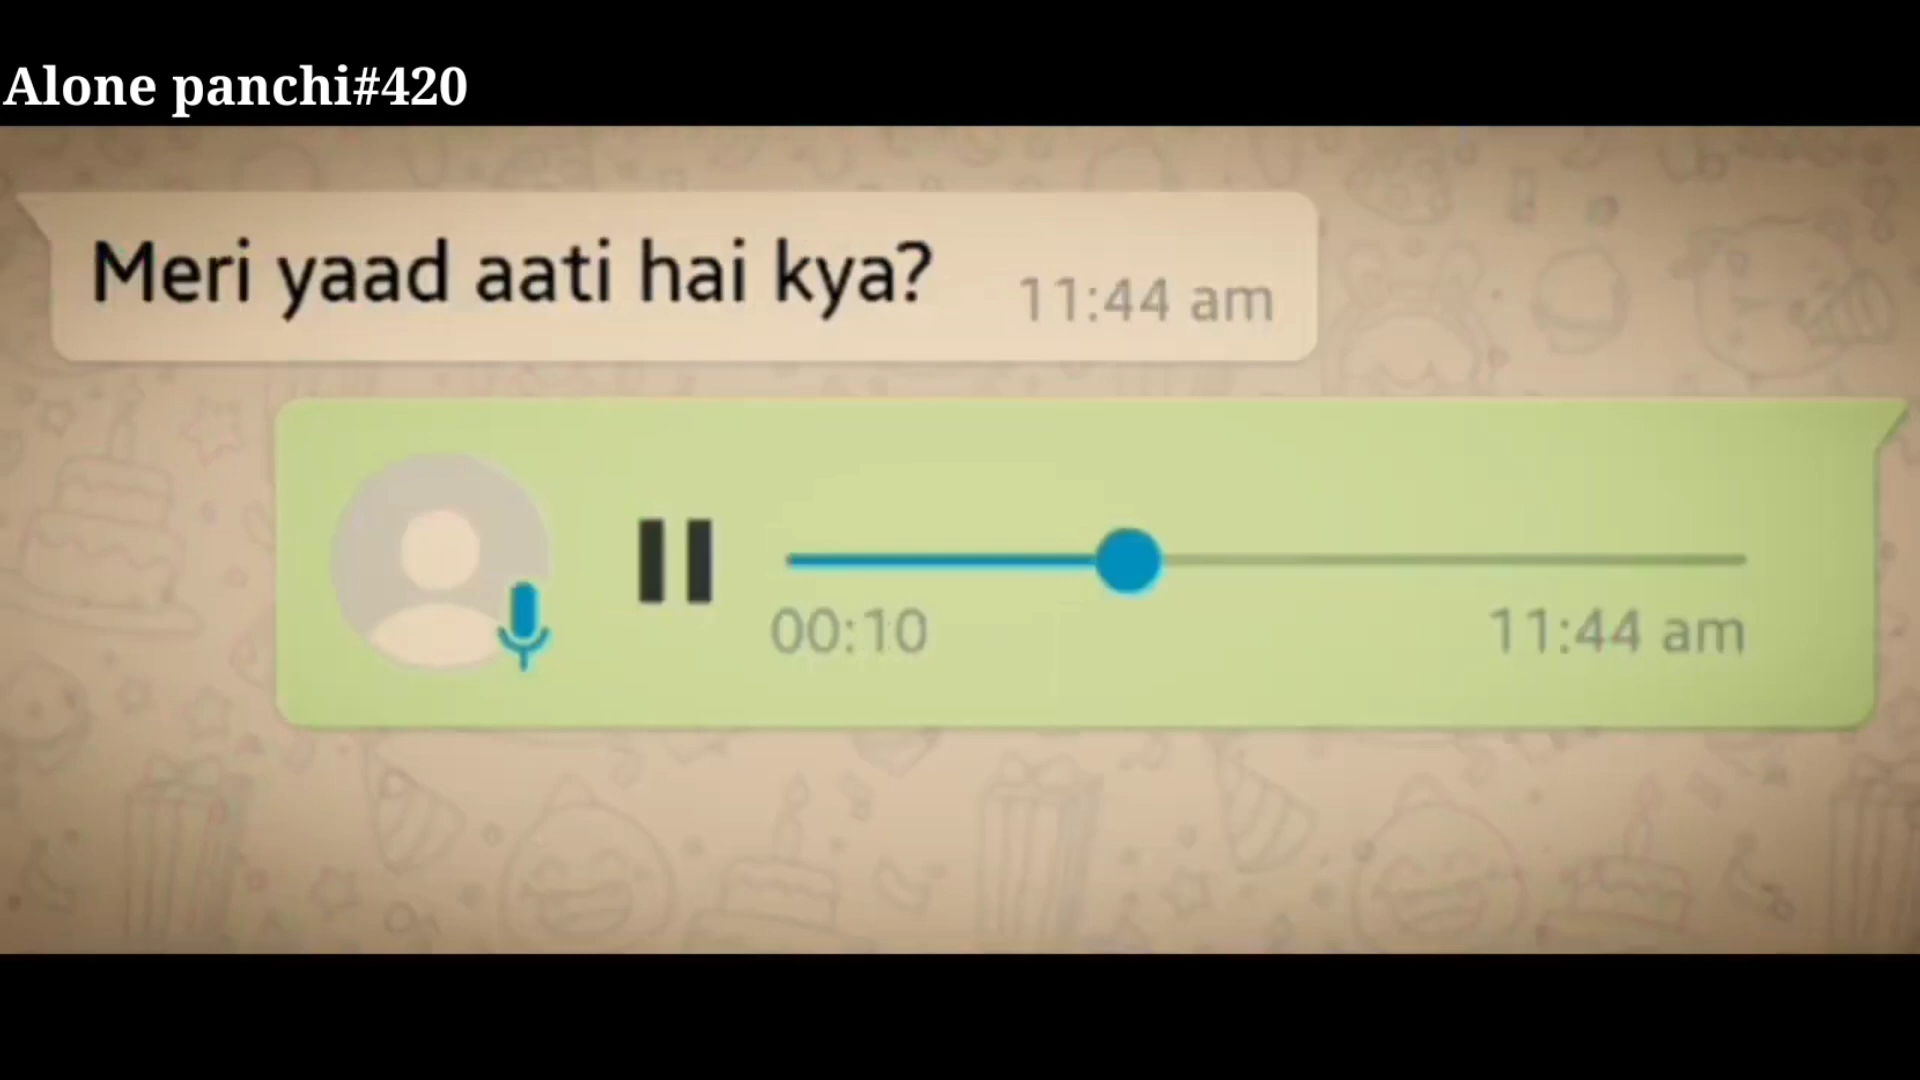 Alone panchi#420
Meri yaad aati hai kya?
11:44 am
00:10
11:44 am